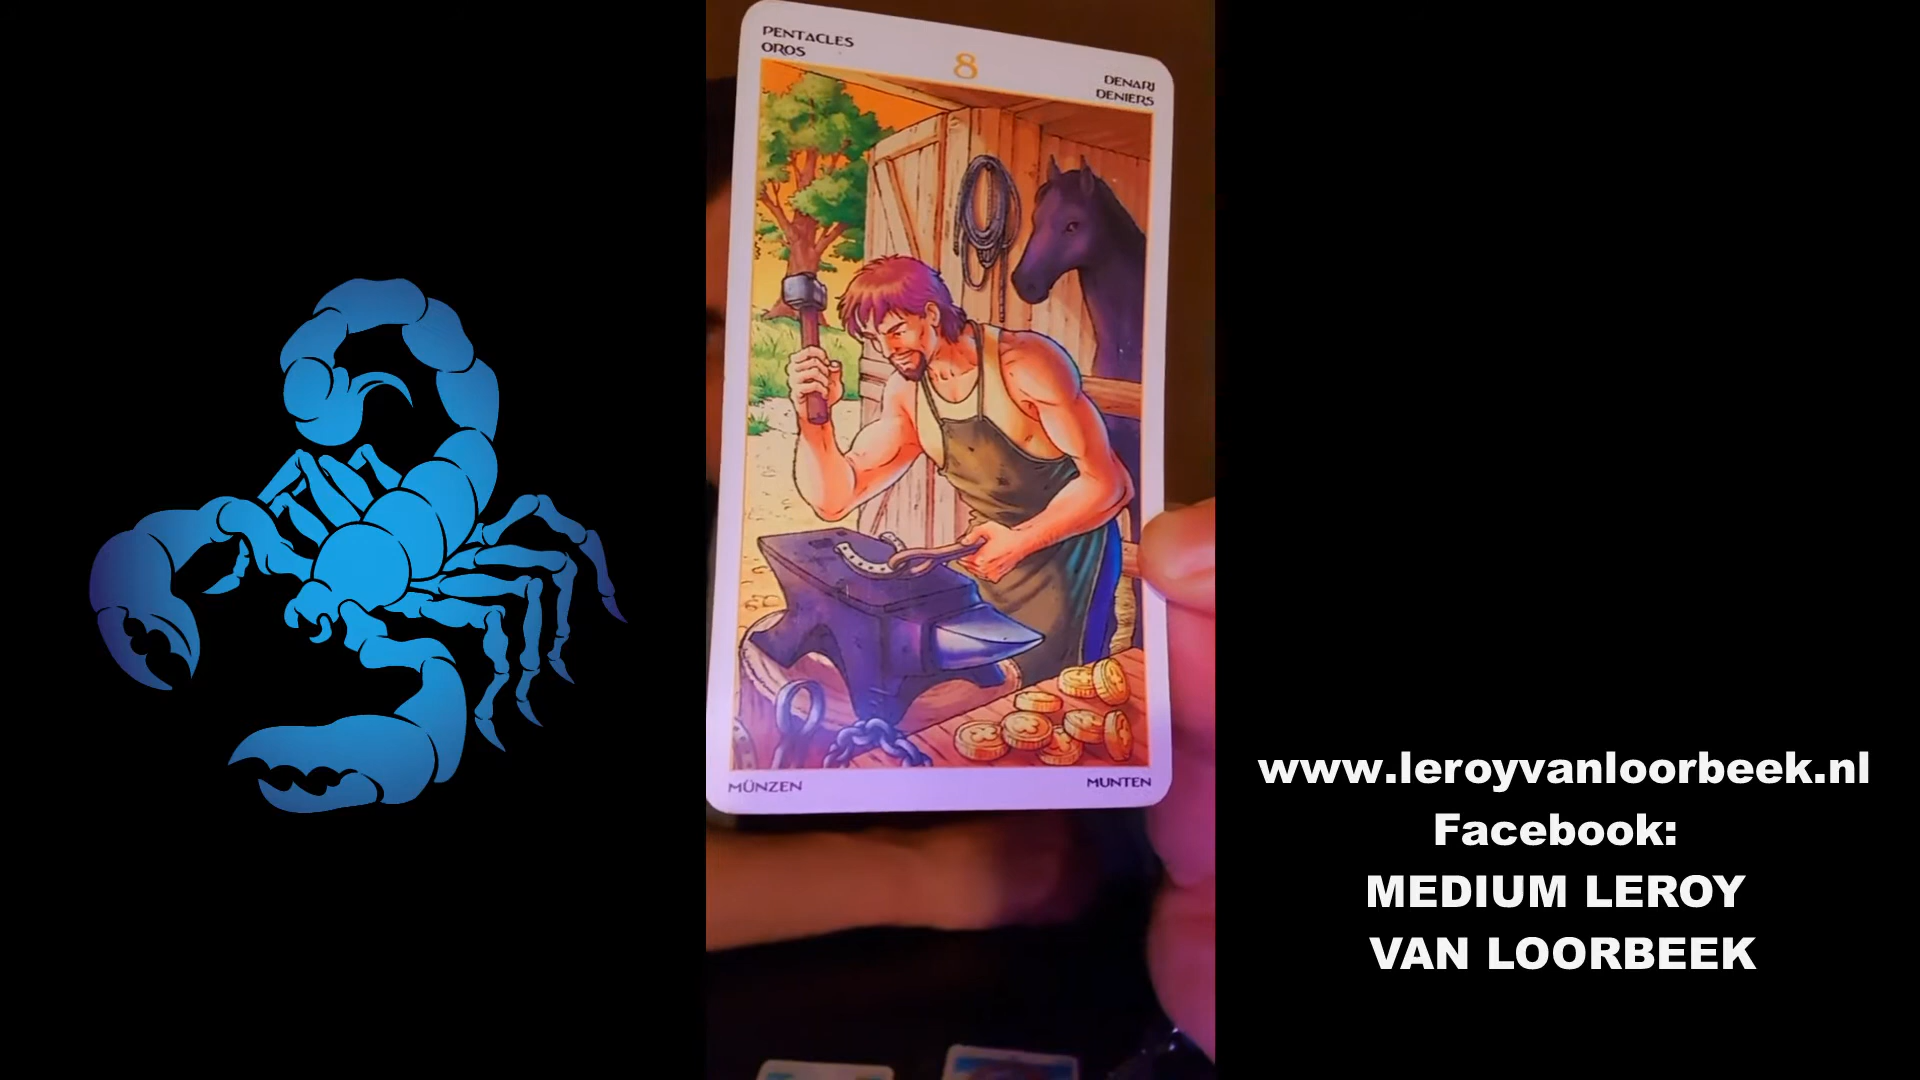 PENTACLES
OROS
8
DENARI
DENIERS
MÜNZEN
MUNTEN
www.leroyvanloorbeek.nl
Facebook:
MEDIUM LEROY
VAN LOORBEEK